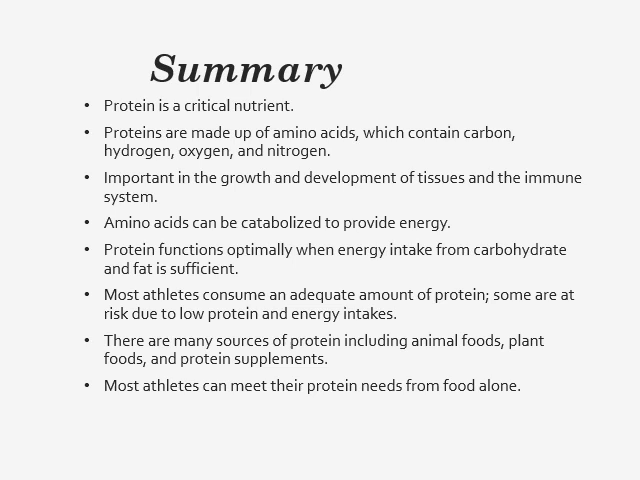 Summary
• Protein is a critical nutrient.
• Proteins are made up of amino acids, which contain carbon,
hydrogen, oxygen, and nitrogen.
• Important in the growth and development of tissues and the immune
system.
• Amino acids can be catabolized to provide energy.
• Protein functions optimally when energy intake from carbohydrate
and fat is sufficient.
• Most athletes consume an adequate amount of protein; some are at
risk due to low protein and energy intakes.
• There are many sources of protein including animal foods, plant
foods, and protein supplements.
• Most athletes can meet their protein needs from food alone.